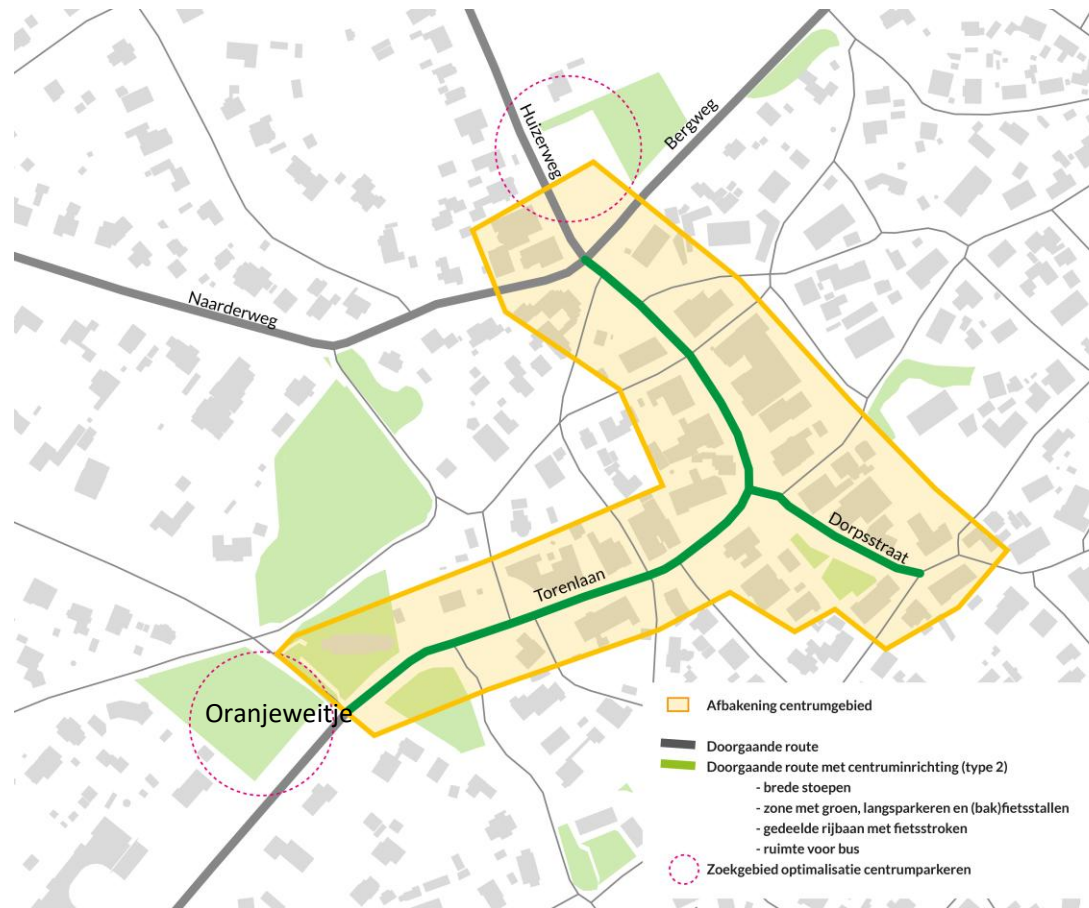 Huizerweg
Bergweg
Naarderweg
Dorpsstraat
Torenlaan
Oranjeweitje
Afbakening centrumgebied
Doorgaande route
Doorgaande route met centruminrichting (type 2)
- brede stoepen
- zone met groen, langsparkeren en (bak)fietsstallen
- gedeelde rijbaan met fietsstroken
- ruimte voor bus
Zoekgebied optimalisatie centrumparkeren